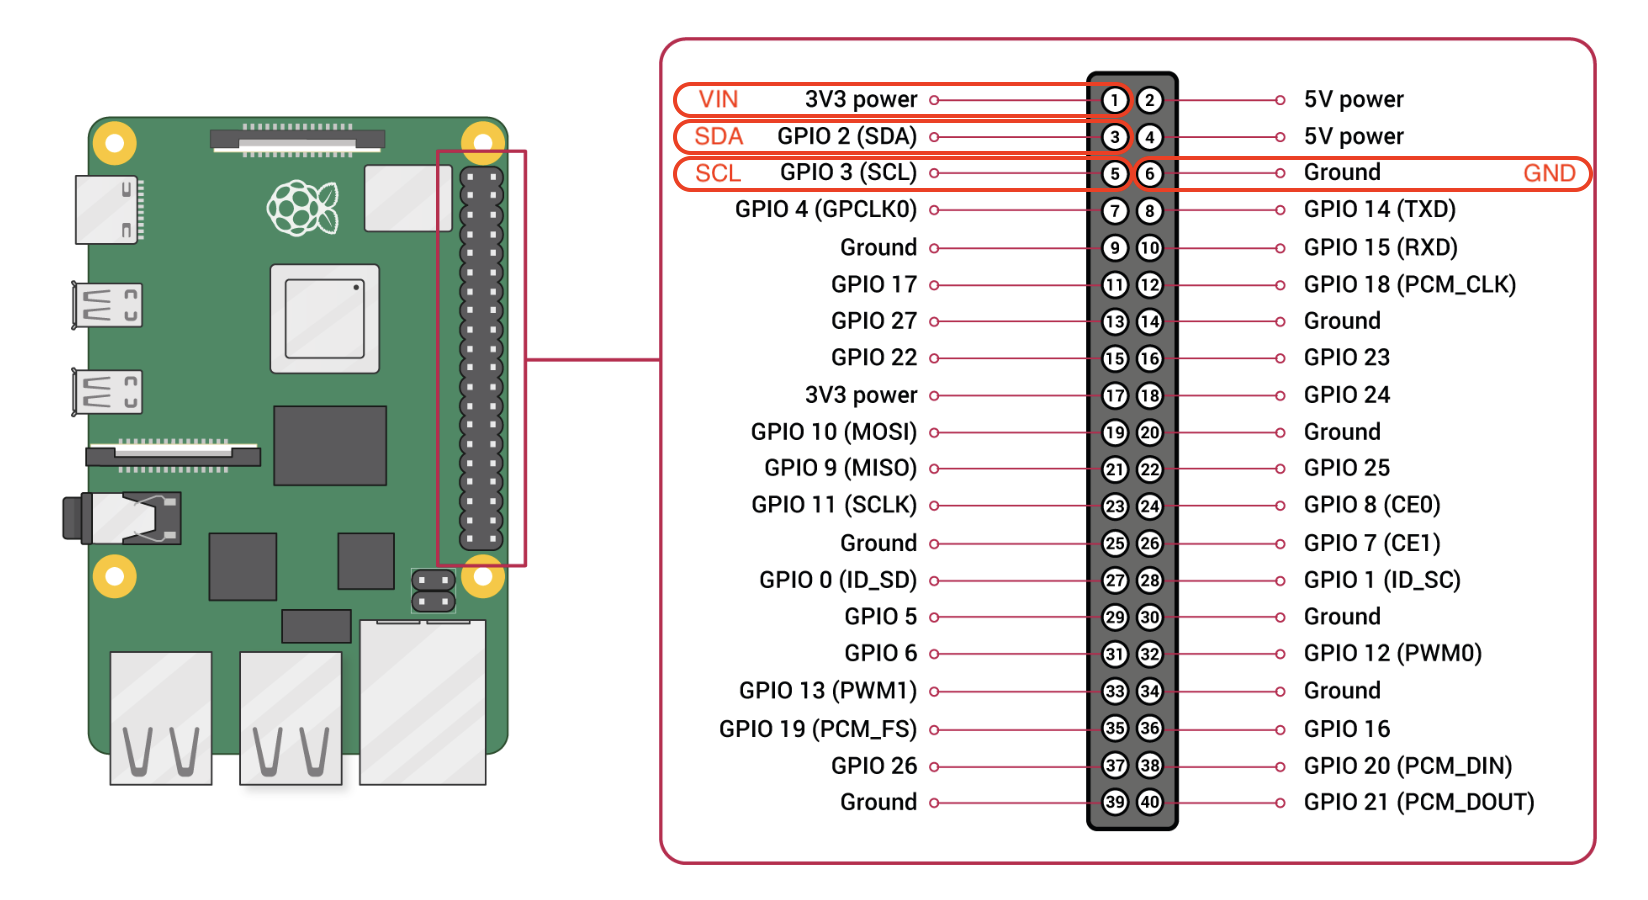 VIN 3V3 power 1 2 5V power
SDA GPIO 2 (SDA) 3 4 5V power
SCL GPIO 3 (SCL) 5 6 Ground GND
GPIO 4 (GPCLK0) 7 8 GPIO 14 (TXD)
Ground 9 10 GPIO 15 (RXD)
GPIO 17 11 12 GPIO 18 (PCM_CLK)
GPIO 27 13 14 Ground
GPIO 22 15 16 GPIO 23
3V3 power 17 18 GPIO 24
GPIO 10 (MOSI) 19 20 Ground
GPIO 9 (MISO) 21 22 GPIO 25
GPIO 11 (SCLK) 23 24 GPIO 8 (CE0)
Ground 25 26 GPIO 7 (CE1)
GPIO 0 (ID_SD) 27 28 GPIO 1 (ID_SC)
GPIO 5 29 30 Ground
GPIO 6 31 32 GPIO 12 (PWM0)
GPIO 13 (PWM1) 33 34 Ground
GPIO 19 (PCM_FS) 35 36 GPIO 16
GPIO 26 37 38 GPIO 20 (PCM_DIN)
Ground 39 40 GPIO 21 (PCM_DOUT)